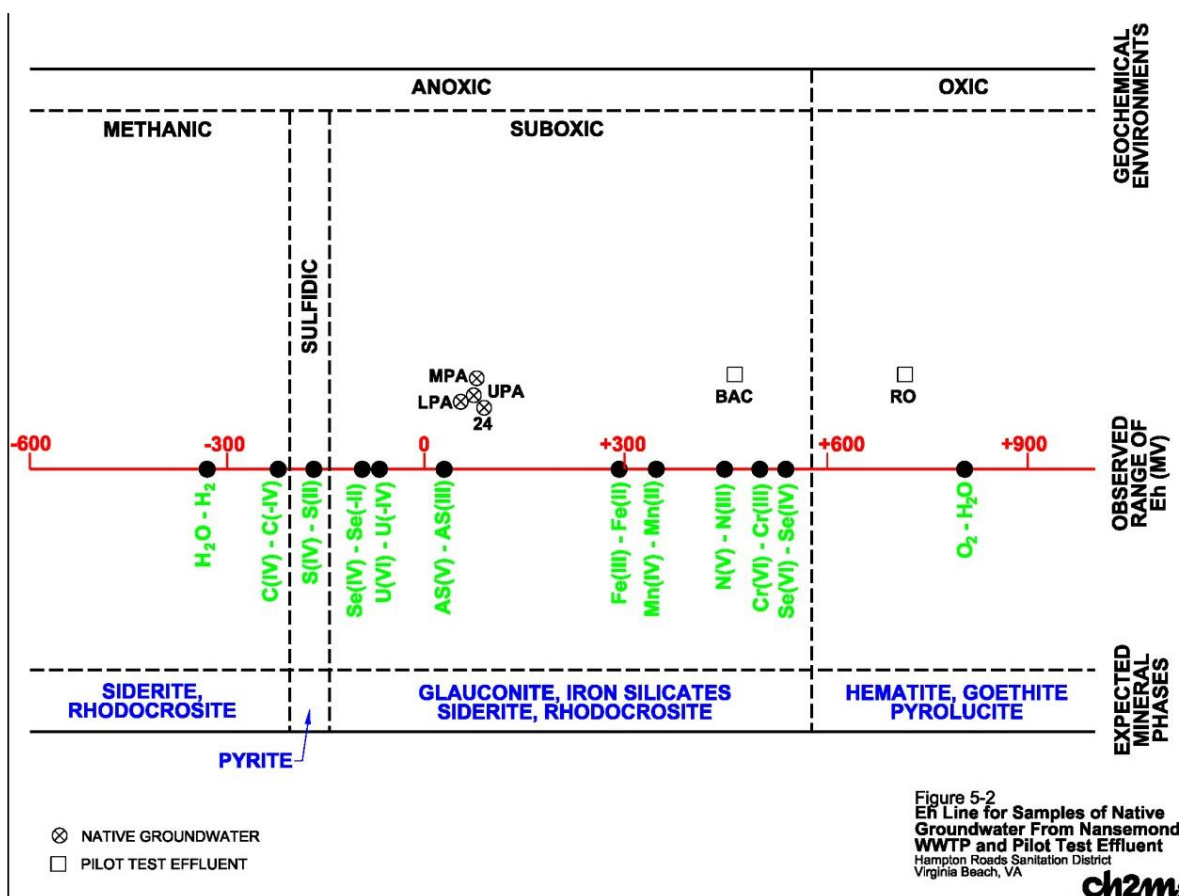 ANOXIC
OXIC
METHANIC
SUBOXIC
SULFIDIC
GEOCHEMICAL
ENVIRONMENTS
MPA
UPA
LPA
24
BAC
RO
-600
-300
0
+300
+600
+900
OBSERVED
RANGE OF
Eh (MV)
H₂O - H₂
C(IV) - C(-IV)
S(IV) - S(II)
Se(IV) - Se(-II)
U(VI) - U(-IV)
AS(V) - AS(III)
Fe(III) - Fe(II)
Mn(IV) - Mn(II)
N(V) - N(III)
Cr(VI) - Cr(III)
Se(VI) - Se(IV)
O₂ - H₂O
SIDERITE,
RHODOCROSITE
GLAUCONITE, IRON SILICATES
SIDERITE, RHODOCROSITE
HEMATITE, GOETHITE
PYROLUCITE
EXPECTED
MINERAL
PHASES
PYRITE
NATIVE GROUNDWATER
PILOT TEST EFFLUENT
Figure 5-2
Eh Line for Samples of Native
Groundwater From Nansemond
WWTP and Pilot Test Effluent
Hampton Roads Sanitation District
Virginia Beach, VA
ch2m